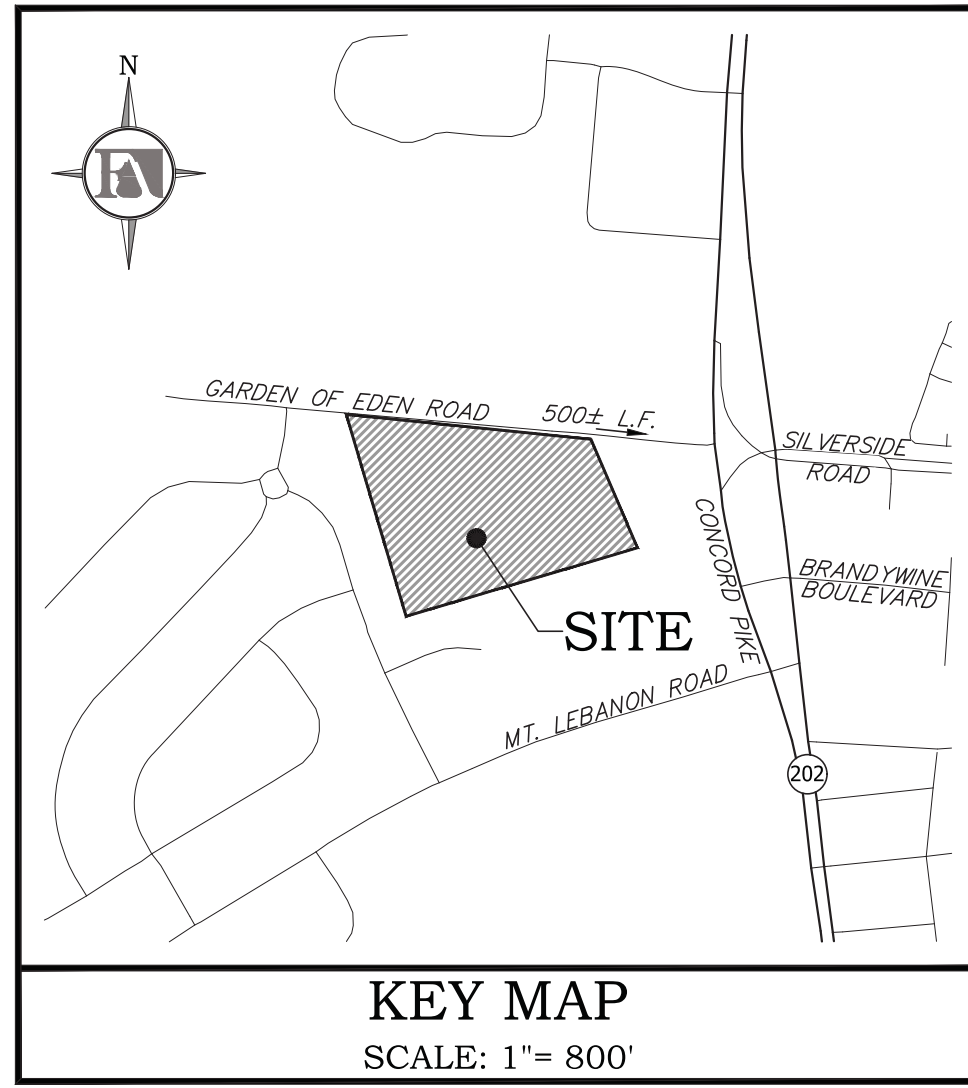 N
GARDEN OF EDEN ROAD
500± L.F.
SILVERSIDE
ROAD
CONCORD PIKE
BRANDYWINE
BOULEVARD
SITE
MT. LEBANON ROAD
202
KEY MAP
SCALE: 1"= 800'